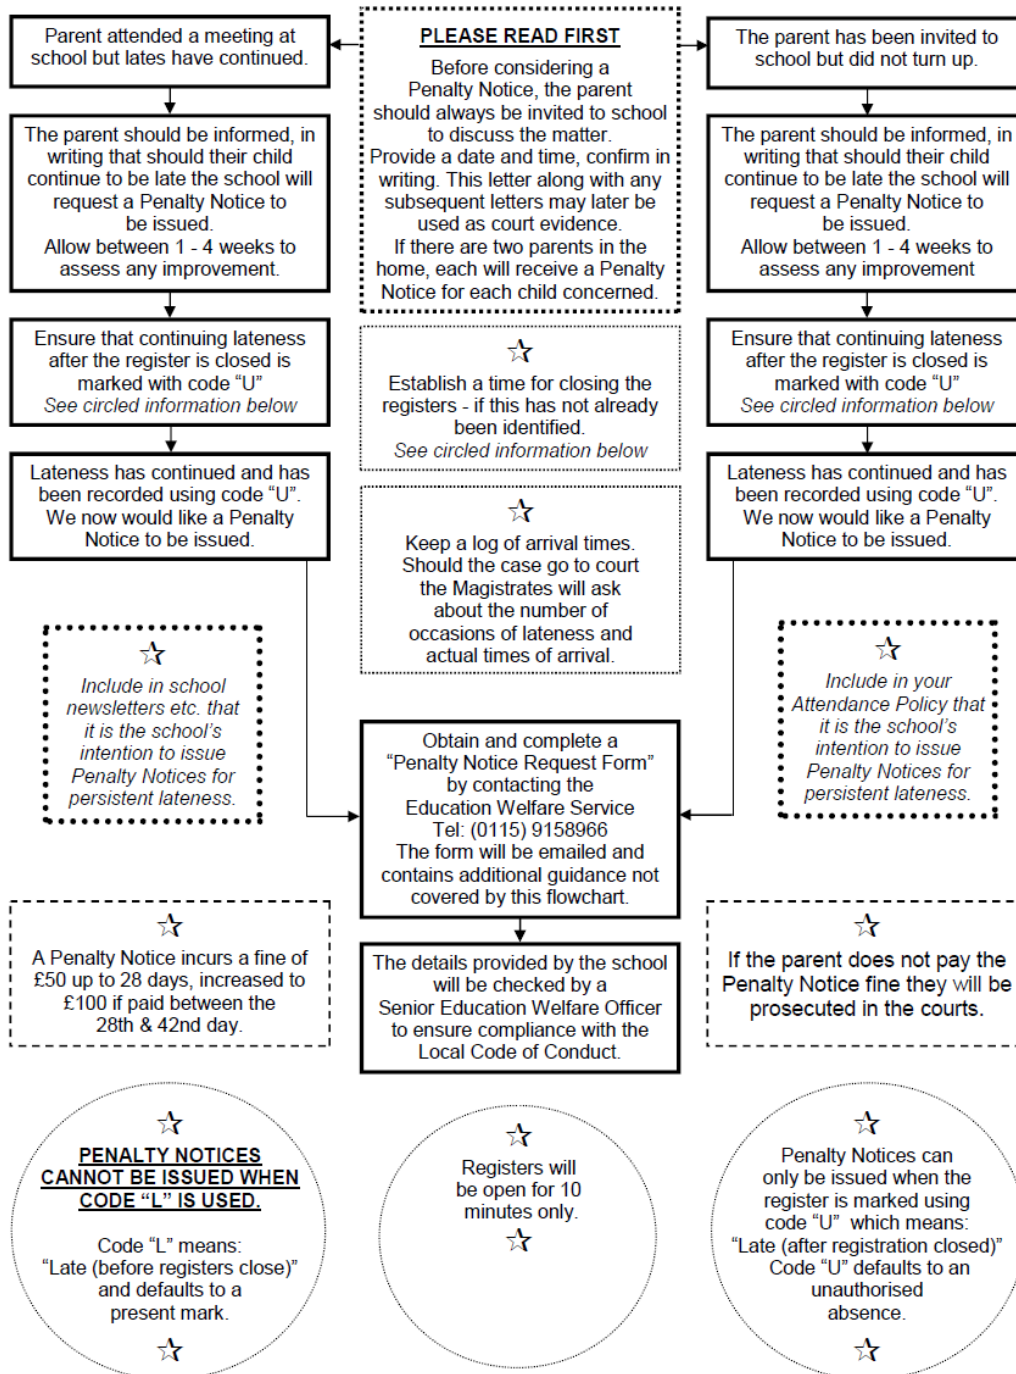 Parent attended a meeting at
school but lates have continued.
PLEASE READ FIRST
Before considering a
Penalty Notice, the parent
should always be invited to school
to discuss the matter.
Provide a date and time, confirm in
writing. This letter along with any
subsequent letters may later be
used as court evidence.
If there are two parents in the
home, each will receive a Penalty
Notice for each child concerned.
The parent has been invited to
school but did not turn up.
The parent should be informed, in
writing that should their child
continue to be late the school will
request a Penalty Notice to
be issued.
Allow between 1 - 4 weeks to
assess any improvement.
The parent should be informed, in
writing that should their child
continue to be late the school will
request a Penalty Notice to
be issued.
Allow between 1 - 4 weeks to
assess any improvement
Ensure that continuing lateness
after the register is closed is
marked with code “U”
See circled information below
Establish a time for closing the
registers - if this has not already
been identified.
See circled information below
Ensure that continuing lateness
after the register is closed is
marked with code “U”
See circled information below
Lateness has continued and has
been recorded using code “U”.
We now would like a Penalty
Notice to be issued.
Keep a log of arrival times.
Should the case go to court
the Magistrates will ask
about the number of
occasions of lateness and
actual times of arrival.
Lateness has continued and has
been recorded using code “U”.
We now would like a Penalty
Notice to be issued.
Include in school
newsletters etc. that
it is the school’s
intention to issue
Penalty Notices for
persistent lateness.
Include in your
Attendance Policy that
it is the school’s
intention to issue
Penalty Notices for
persistent lateness.
Obtain and complete a
“Penalty Notice Request Form”
by contacting the
Education Welfare Service
Tel: (0115) 9158966
The form will be emailed and
contains additional guidance not
covered by this flowchart.
A Penalty Notice incurs a fine of
£50 up to 28 days, increased to
£100 if paid between the
28th & 42nd day.
The details provided by the school
will be checked by a
Senior Education Welfare Officer
to ensure compliance with the
Local Code of Conduct.
If the parent does not pay the
Penalty Notice fine they will be
prosecuted in the courts.
PENALTY NOTICES
CANNOT BE ISSUED WHEN
CODE “L” IS USED.
Code “L” means:
“Late (before registers close)”
and defaults to a
present mark.
Registers will
be open for 10
minutes only.
Penalty Notices can
only be issued when the
register is marked using
code “U” which means:
“Late (after registration closed)”
Code “U” defaults to an
unauthorised
absence.